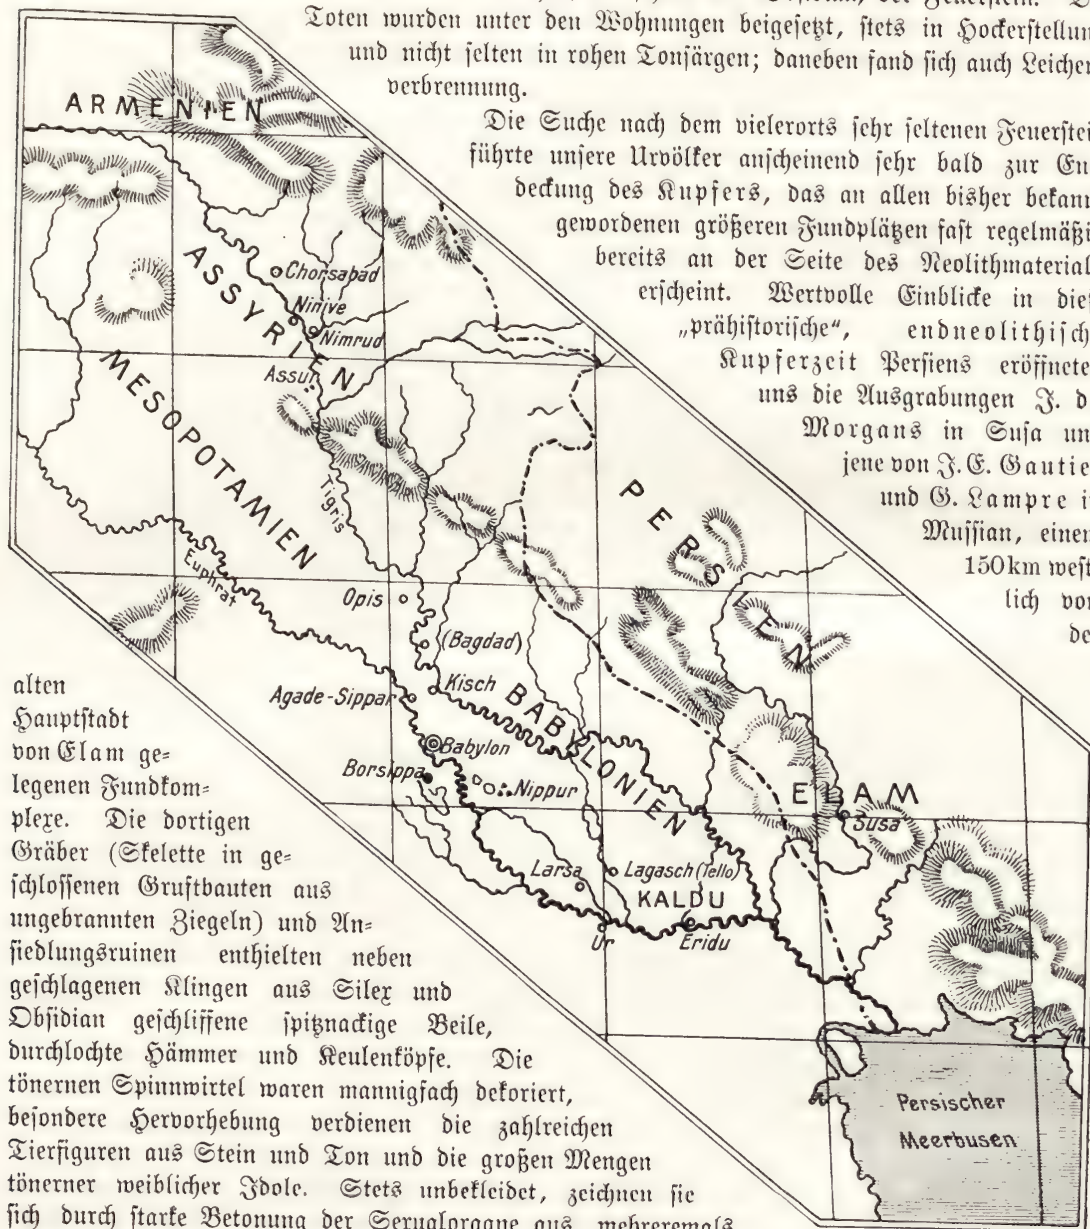 Toten wurden unter den Wohnungen beigesetzt, stets in Hockerstellun
und nicht selten in rohen Tonsärgen; daneben fand sich auch Leichen
verbrennung.
Die Suche nach dem vielerorts sehr seltenen Feuerstei
führte unsere Urvölker anscheinend sehr bald zur En
deckung des Kupfers, das an allen bisher bekann
gewordenen größeren Fundplätzen fast regelmäßi
bereits an der Seite des Neolithmaterial
erscheint. Wertvolle Einblicke in die
„prähistorische“, endneolithisch
Kupferzeit Persiens eröffnete
uns die Ausgrabungen J. d
Morgans in Susa un
jene von J. E. Gautie
und G. Lampre i
Mussian, einen
150 km west
lich vo
de
alten
Hauptstadt
von Elam ge=
legenen Fundkom=
plexe. Die dortigen
Gräber (Skelette in ge=
schlossenen Gruftbauten aus
ungebrannten Ziegeln) und An=
siedlungsruinen enthielten neben
geschlagenen Klingen aus Silex und
Obsidian geschliffene spitznackige Beile,
durchlochte Hämmer und Keulenköpfe. Die
tönernen Spinnwirtel waren mannigfach dekoriert,
besondere Hervorhebung verdienen die zahlreichen
Tierfiguren aus Stein und Ton und die großen Mengen
tönerner weiblicher Idole. Stets unbekleidet, zeichnen sie
sich durch starke Betonung der Sexualorgane aus, mehreremals
ARMENIEN
ASSYRIEN
Chorsabad
Ninive
Nimrud
Assur
MESOPOTAMIEN
Tigris
Euphrat
PERSIEN
Opis
(Bagdad)
Agade-Sippar
Kisch
BABYLONIEN
Babylon
Borsippa
Nippur
ELAM
Susa
Larsa
Lagasch (Tello)
KALDU
Ur
Eridu
Persischer
Meerbusen